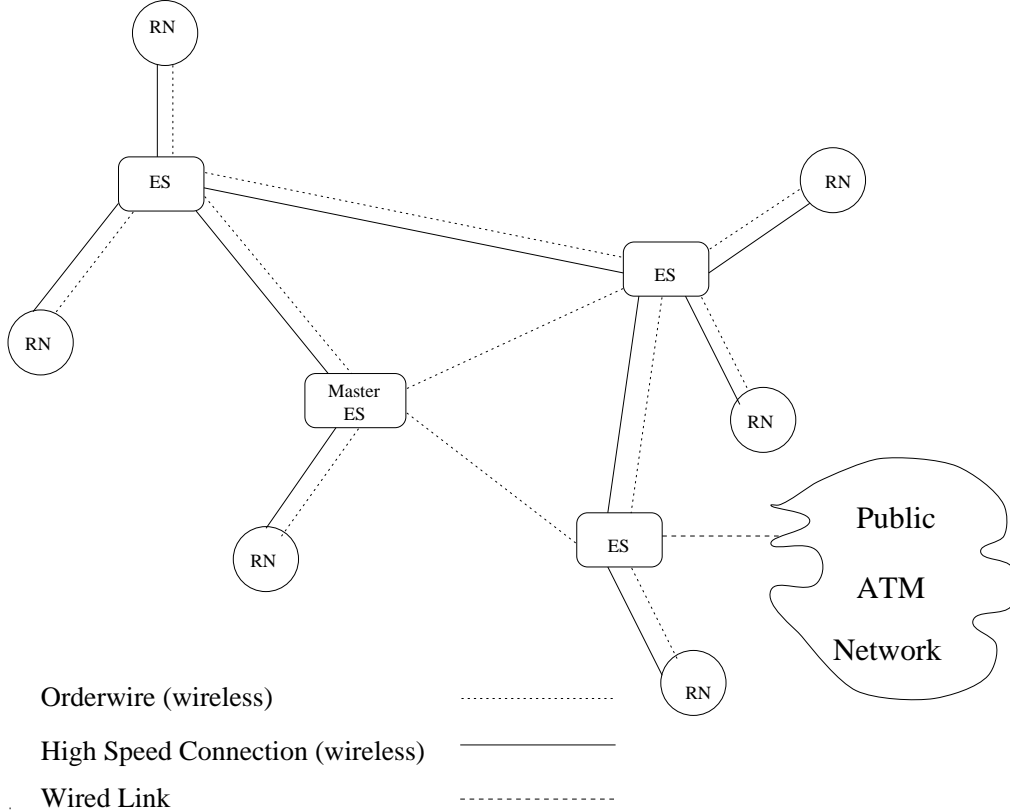 RN
ES
RN
ES
RN
Master
ES
RN
Public
ES
ATM
RN
Network
RN
Orderwire (wireless)
High Speed Connection (wireless)
Wired Link